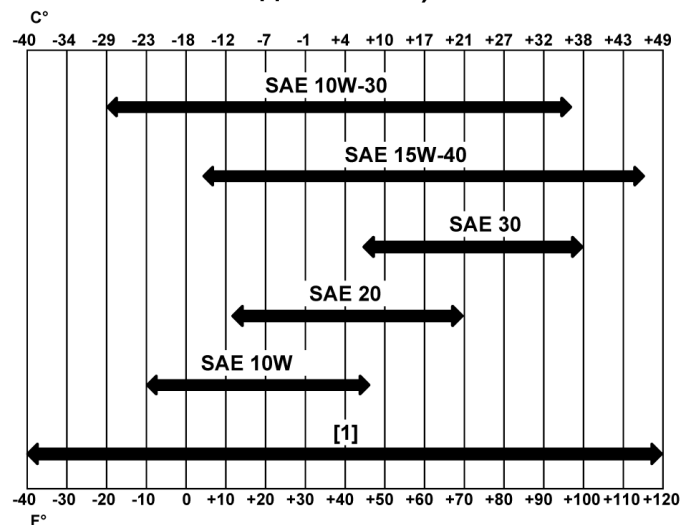 C°
-40 -34 -29 -23 -18 -12 -7 -1 +4 +10 +17 +21 +27 +32 +38 +43 +49
SAE 10W-30
SAE 15W-40
SAE 30
SAE 20
SAE 10W
[1]
-40 -30 -20 -10 0 +10 +20 +30 +40 +50 +60 +70 +80 +90 +100 +110 +120
F°